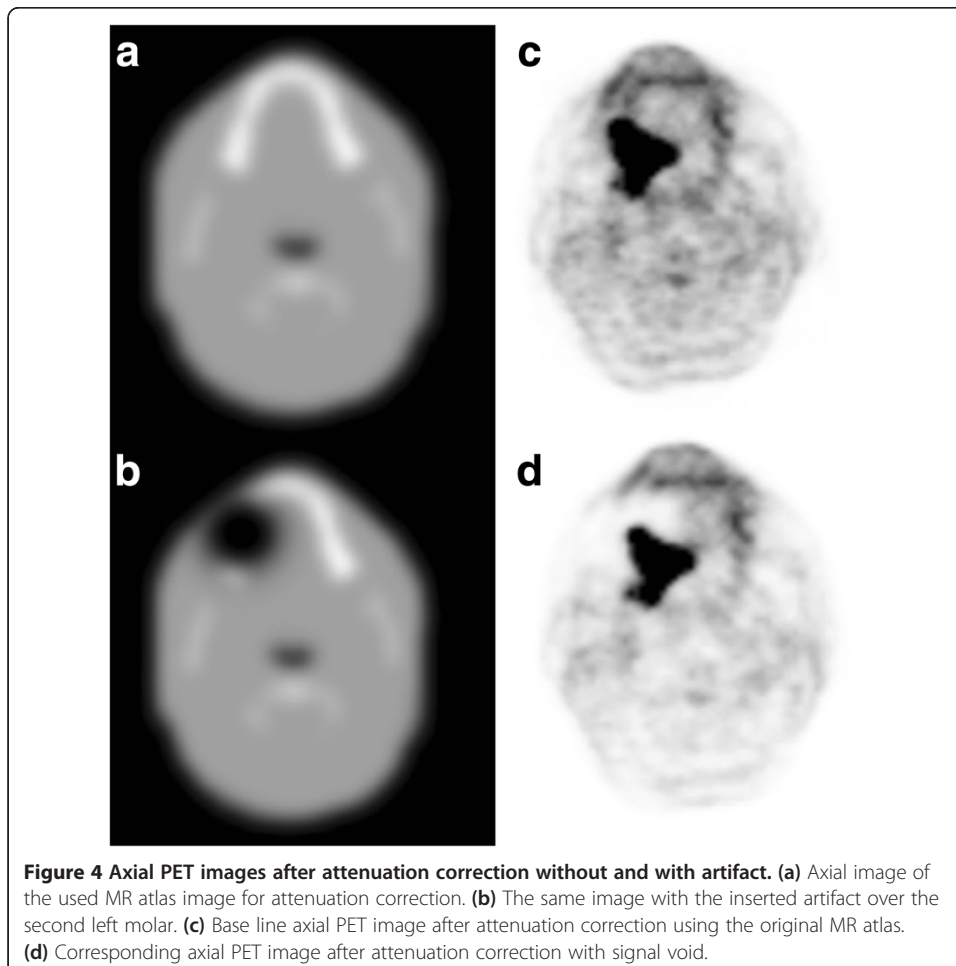 a
c
b
d
Figure 4 Axial PET images after attenuation correction without and with artifact. (a) Axial image of
the used MR atlas image for attenuation correction. (b) The same image with the inserted artifact over the
second left molar. (c) Base line axial PET image after attenuation correction using the original MR atlas.
(d) Corresponding axial PET image after attenuation correction with signal void.